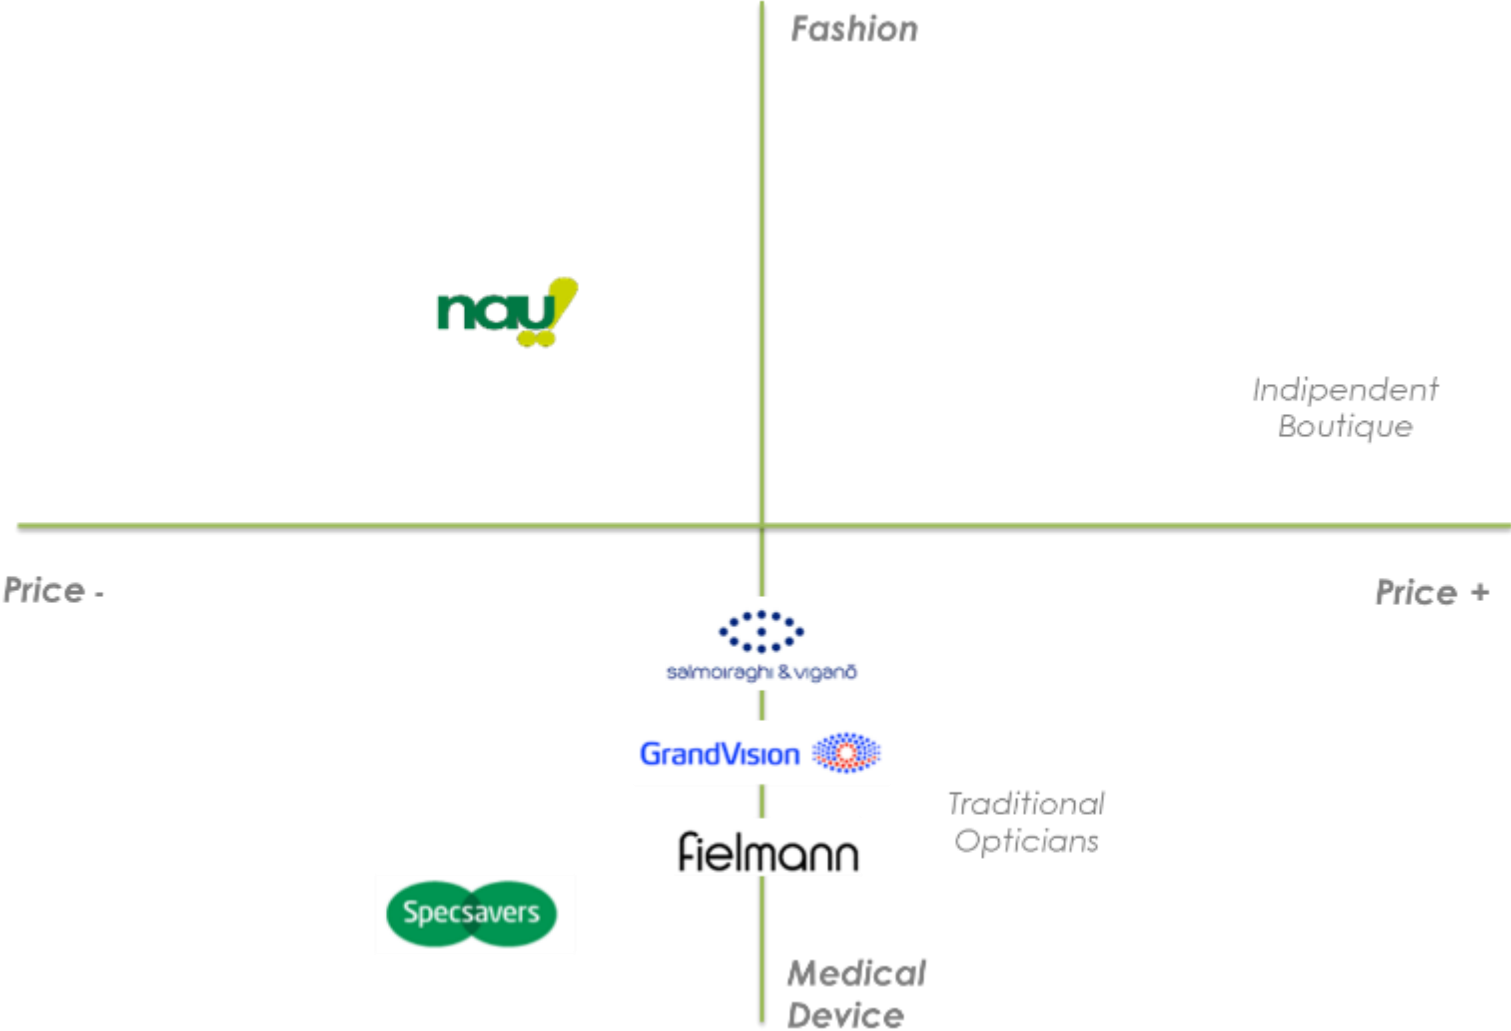 Fashion
nau!
Indipendent
Boutique
Price -
Price +
salmoiraghi & viganò
GrandVision
Traditional
Opticians
fielmann
Specsavers
Medical
Device